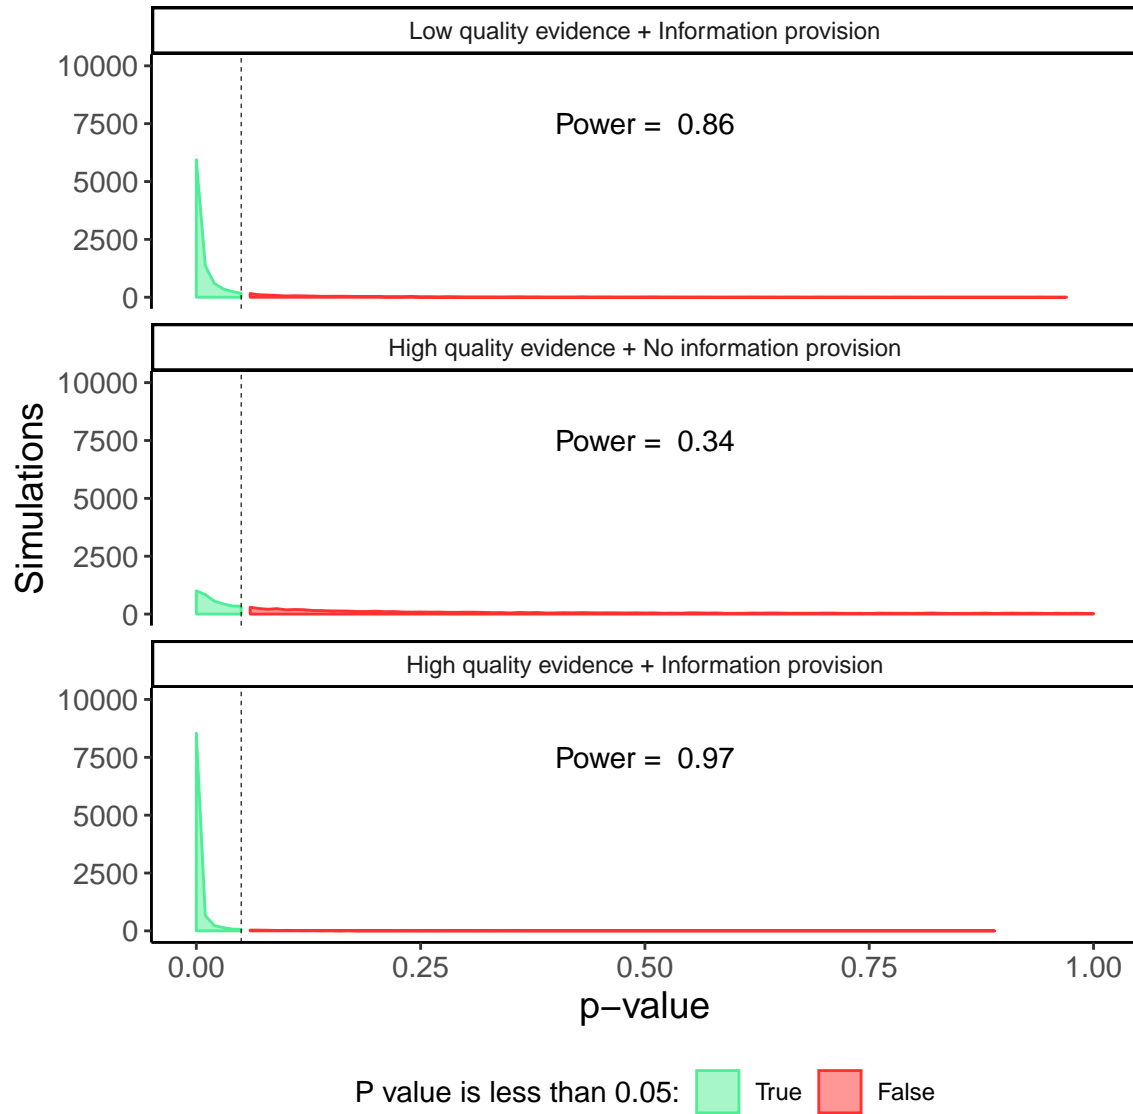 Low quality evidence + Information provision
10000
7500
5000
2500
0
Power = 0.86
High quality evidence + No information provision
10000
7500
5000
2500
0
Power = 0.34
Simulations
High quality evidence + Information provision
10000
7500
5000
2500
0
Power = 0.97
0.00 0.25 0.50 0.75 1.00
p−value
P value is less than 0.05: True False